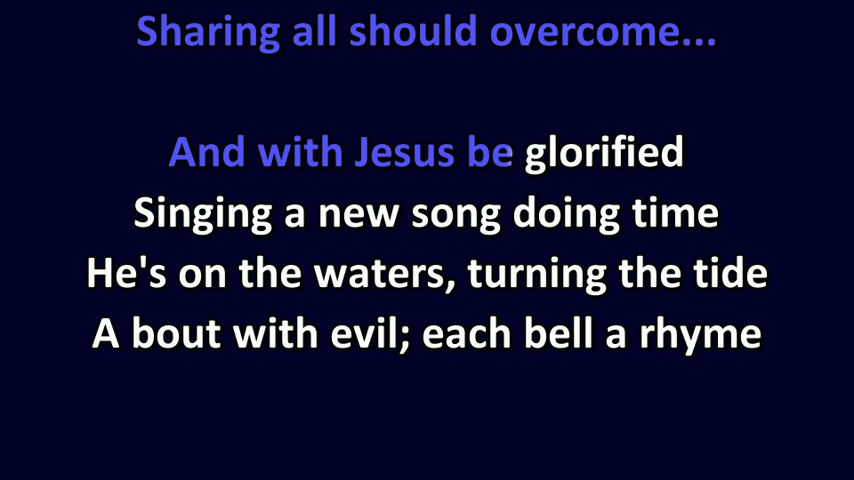 Sharing all should overcome...
And with Jesus be glorified
Singing a new song doing time
He's on the waters, turning the tide
A bout with evil; each bell a rhyme